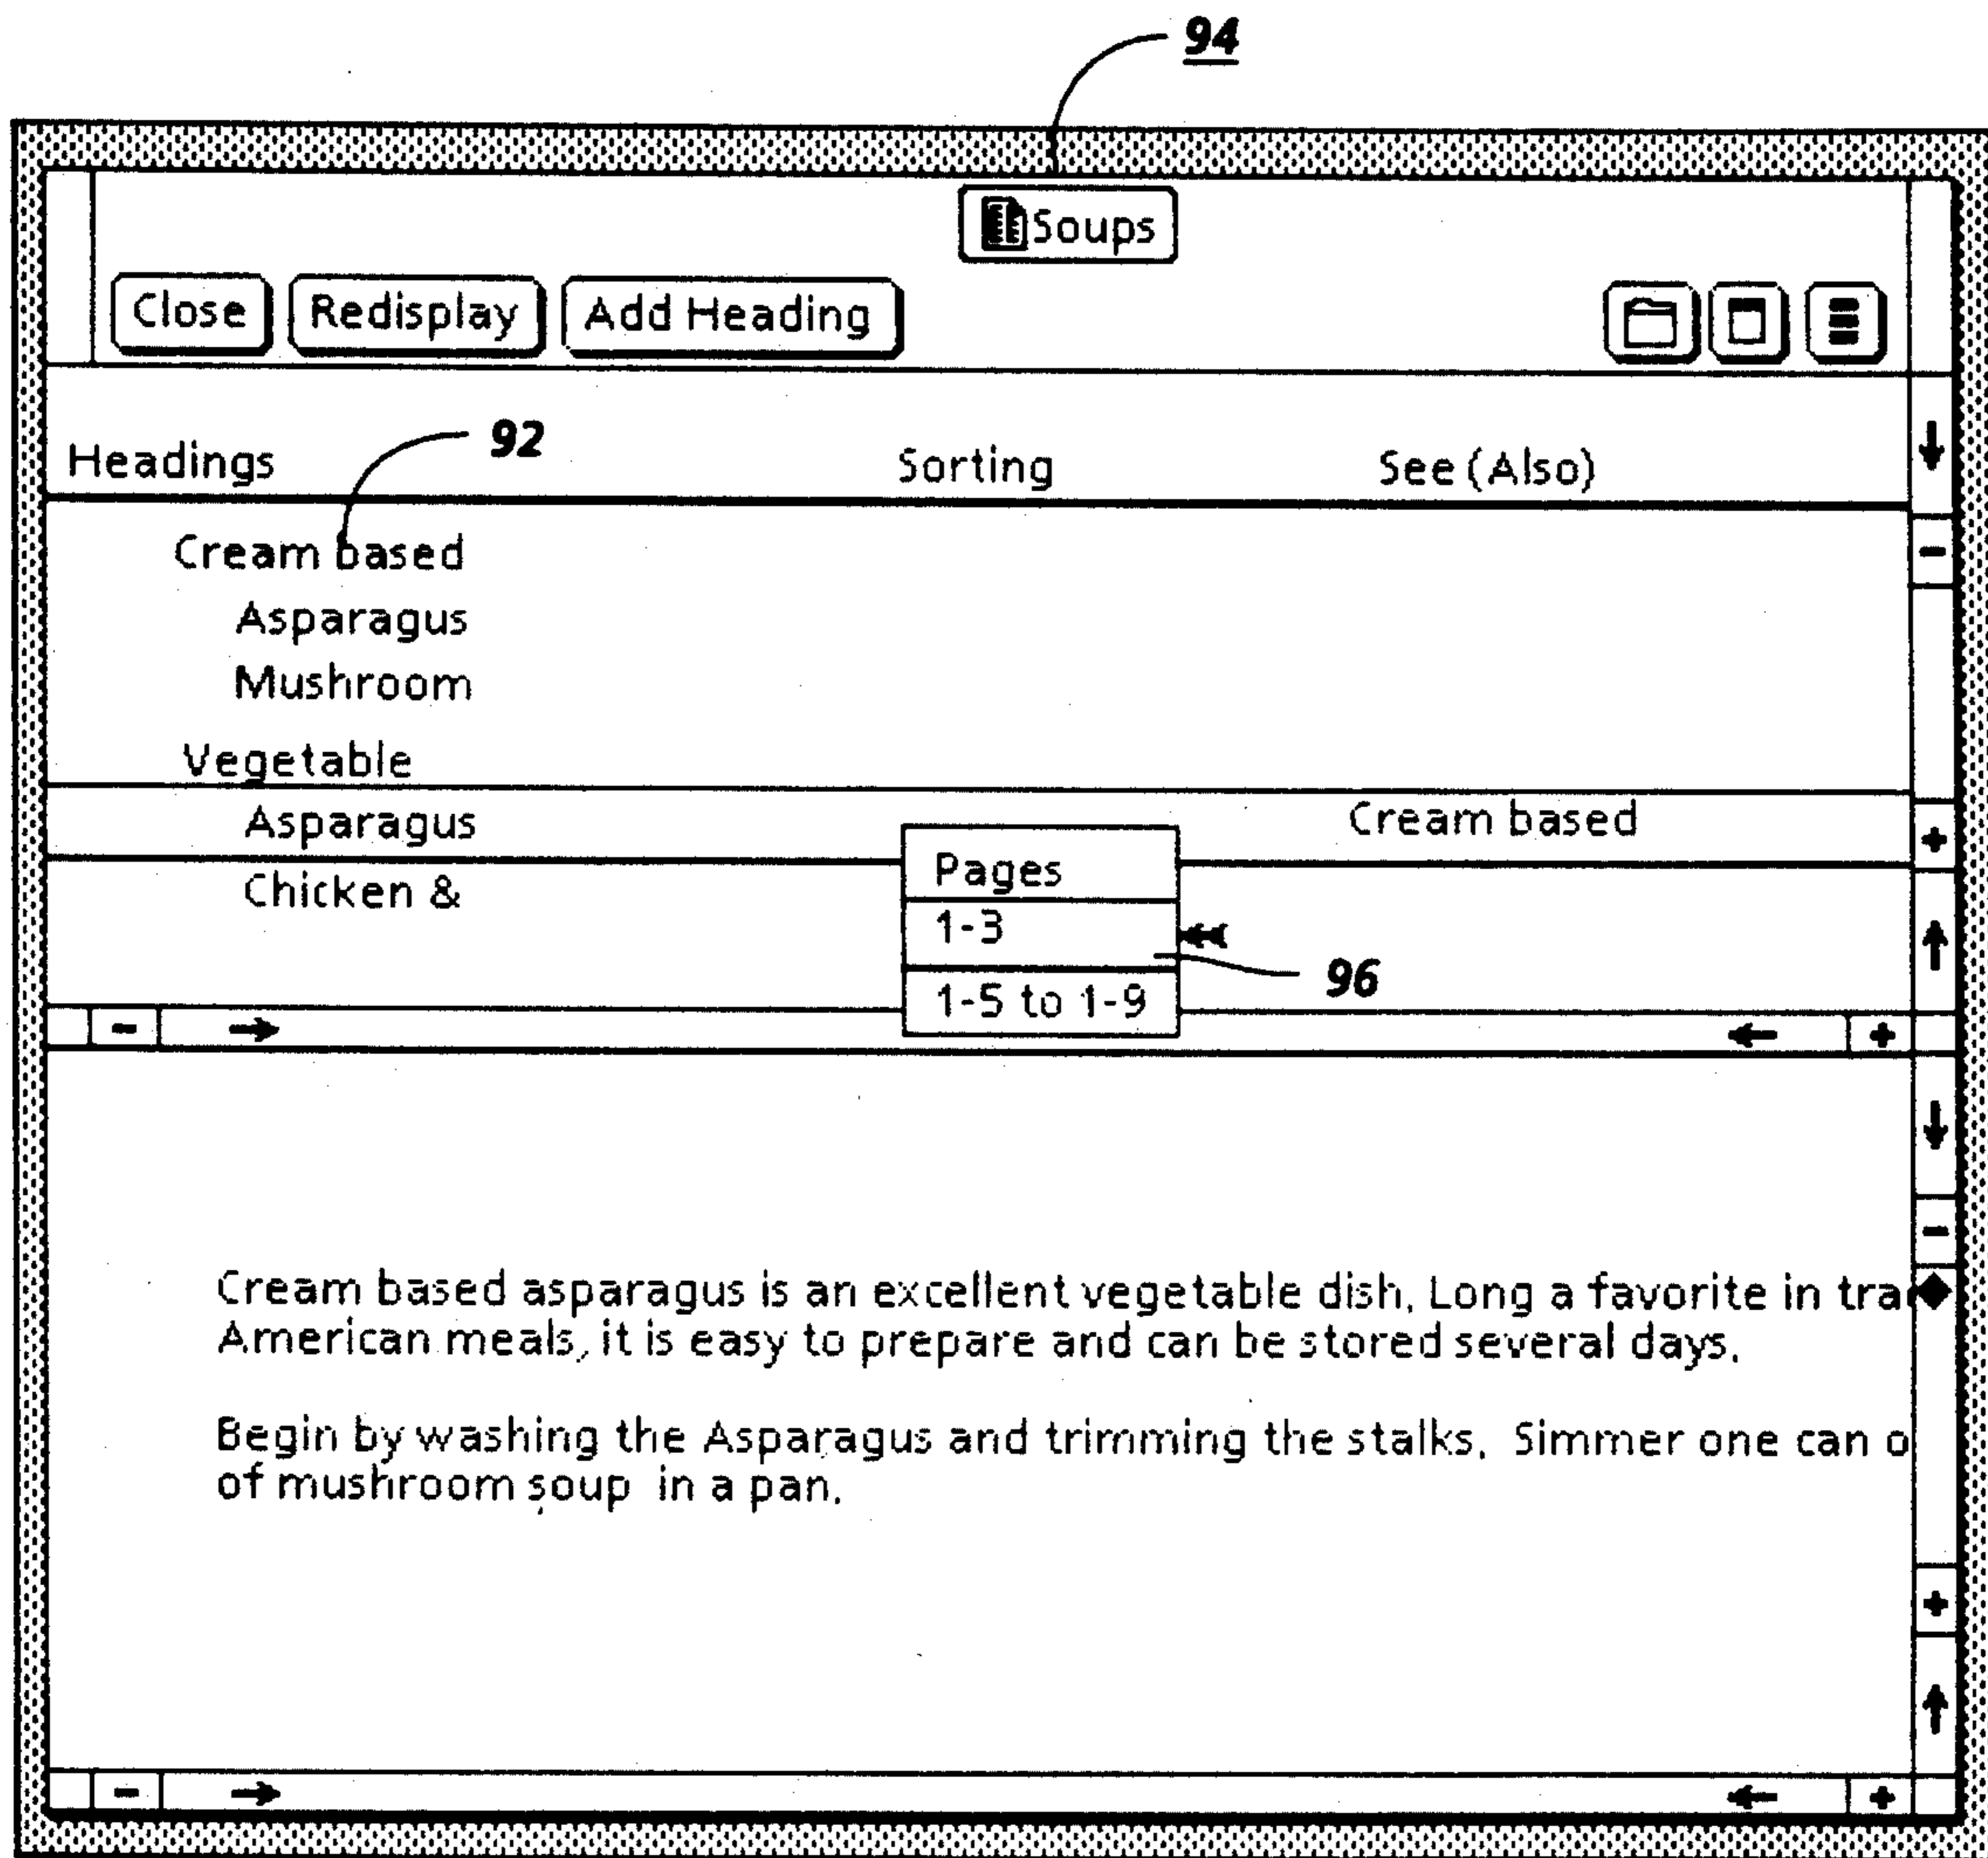 94
Soups
Close Redisplay Add Heading
92
Headings Sorting See (Also)
Cream based
Asparagus
Mushroom
Vegetable
Asparagus Cream based
Pages
Chicken &
1-3
96
1-5 to 1-9
Cream based asparagus is an excellent vegetable dish. Long a favorite in tra
American meals, it is easy to prepare and can be stored several days.
Begin by washing the Asparagus and trimming the stalks. Simmer one can o
of mushroom soup in a pan.